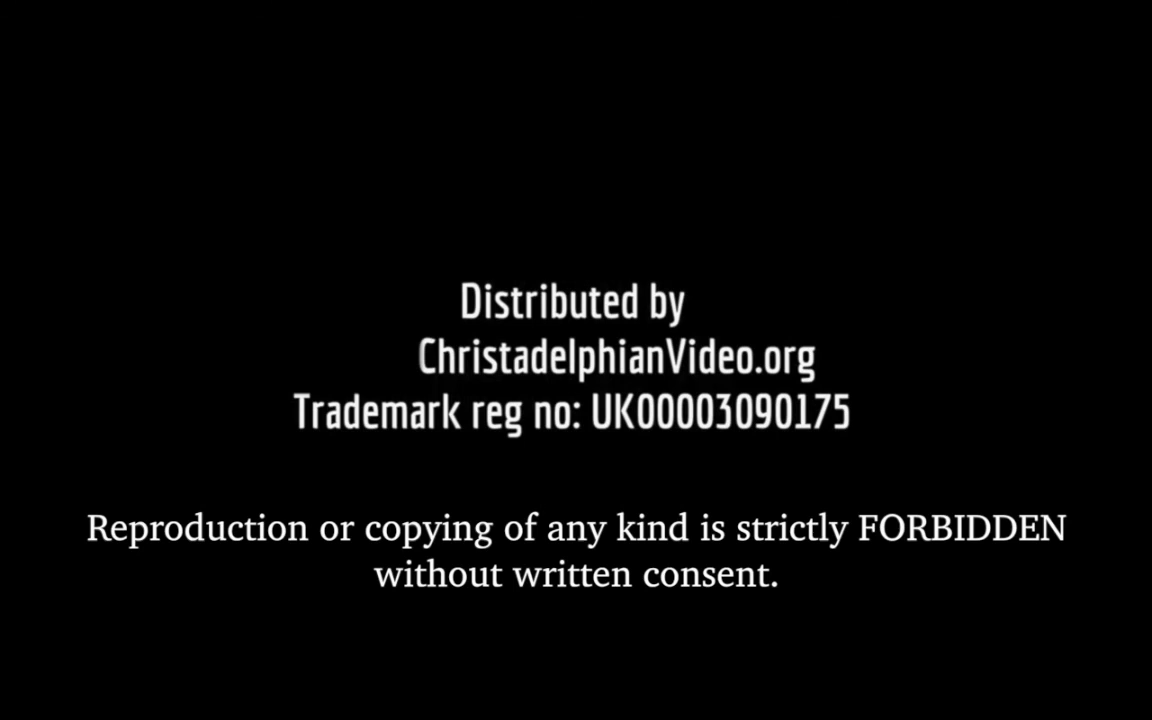 Distributed by
ChristadelphianVideo.org
Trademark reg no: UK00003090175
Reproduction or copying of any kind is strictly FORBIDDEN
without written consent.